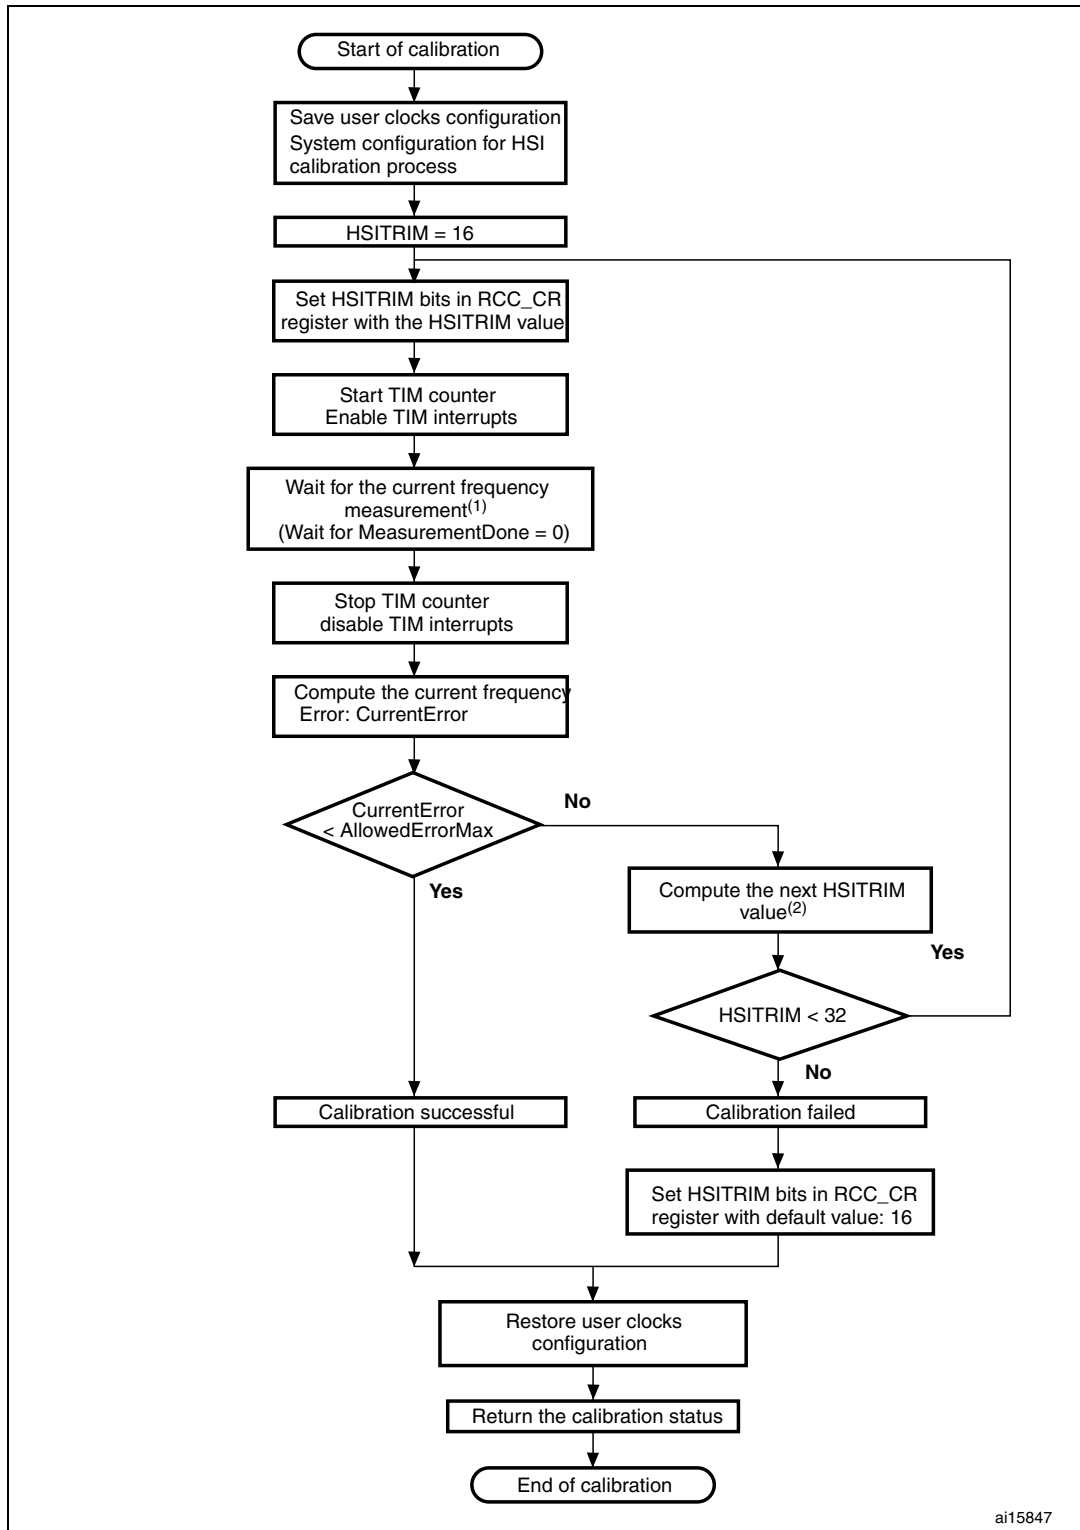 Start of calibration
Save user clocks configuration
System configuration for HSI
calibration process
HSITRIM = 16
Set HSITRIM bits in RCC_CR
register with the HSITRIM value
Start TIM counter
Enable TIM interrupts
Wait for the current frequency
measurement(1)
(Wait for MeasurementDone = 0)
Stop TIM counter
disable TIM interrupts
Compute the current frequency
Error: CurrentError
CurrentError
< AllowedErrorMax
No
Yes
Compute the next HSITRIM
value(2)
Yes
HSITRIM < 32
No
Calibration successful
Calibration failed
Set HSITRIM bits in RCC_CR
register with default value: 16
Restore user clocks
configuration
Return the calibration status
End of calibration
ai15847